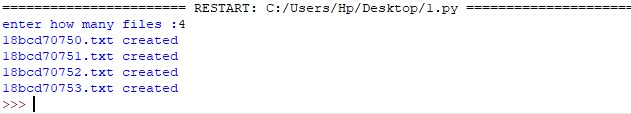 ======================== RESTART: C:/Users/Hp/Desktop/1.py =====================
enter how many files :4
18bcd70750.txt created
18bcd70751.txt created
18bcd70752.txt created
18bcd70753.txt created
>>>